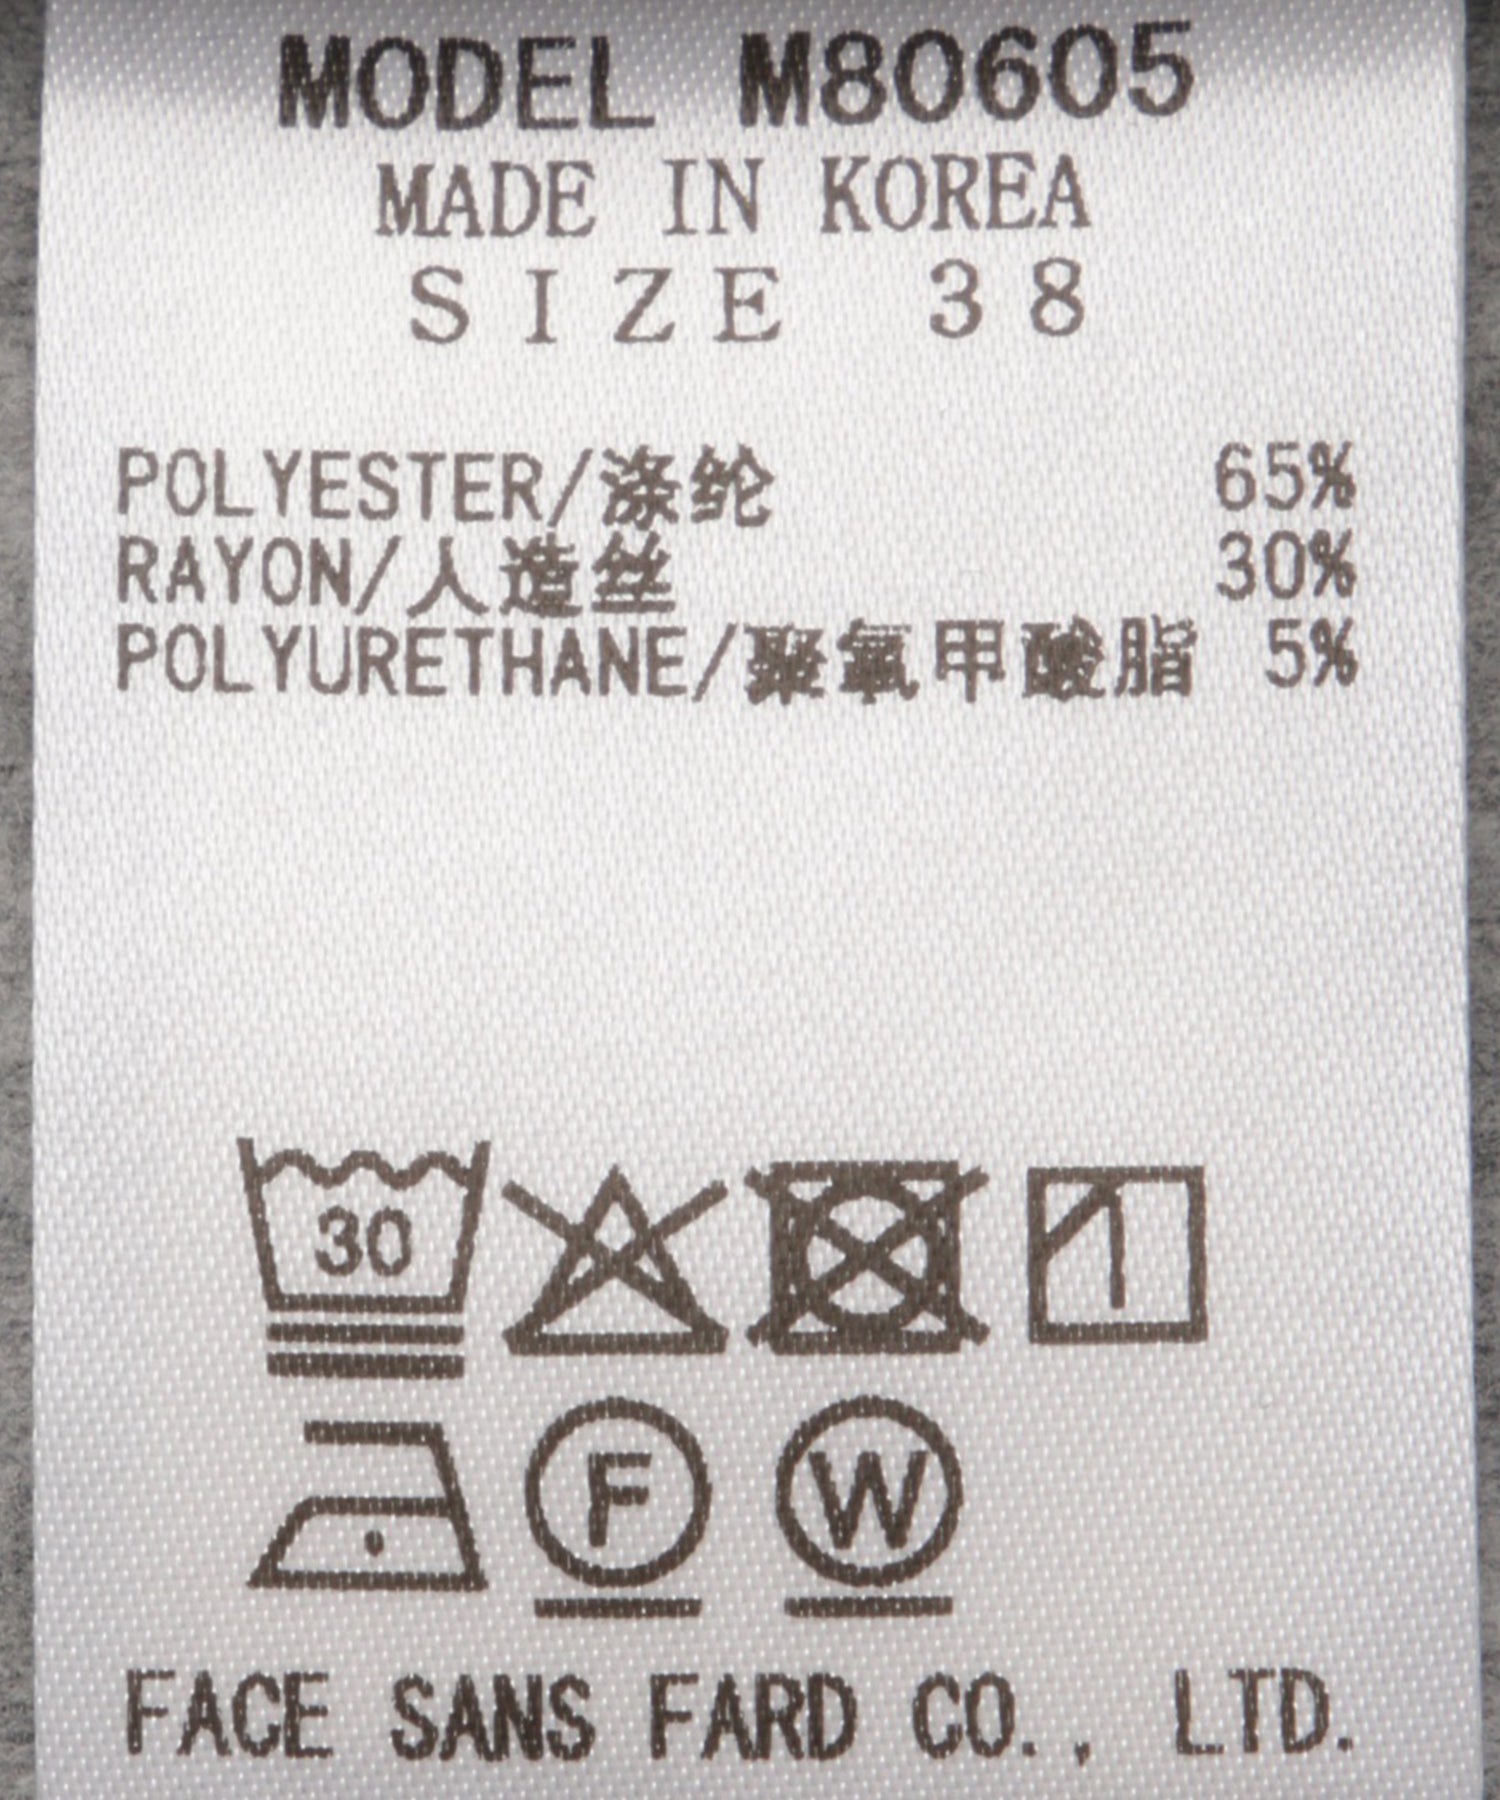 MODEL M80605
MADE IN KOREA
SIZE 38
POLYESTER/涤纶 65%
RAYON/人造丝 30%
POLYURETHANE/聚氧甲酸脂 5%
30
F
W
FACE SANS FARD CO., LTD.